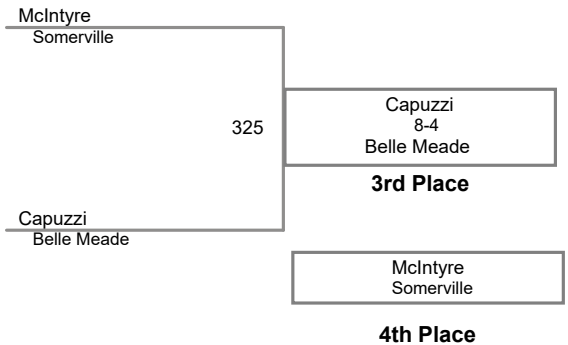 McIntyre
Somerville
325
Capuzzi
8-4
Belle Meade
3rd Place
Capuzzi
Belle Meade
McIntyre
Somerville
4th Place